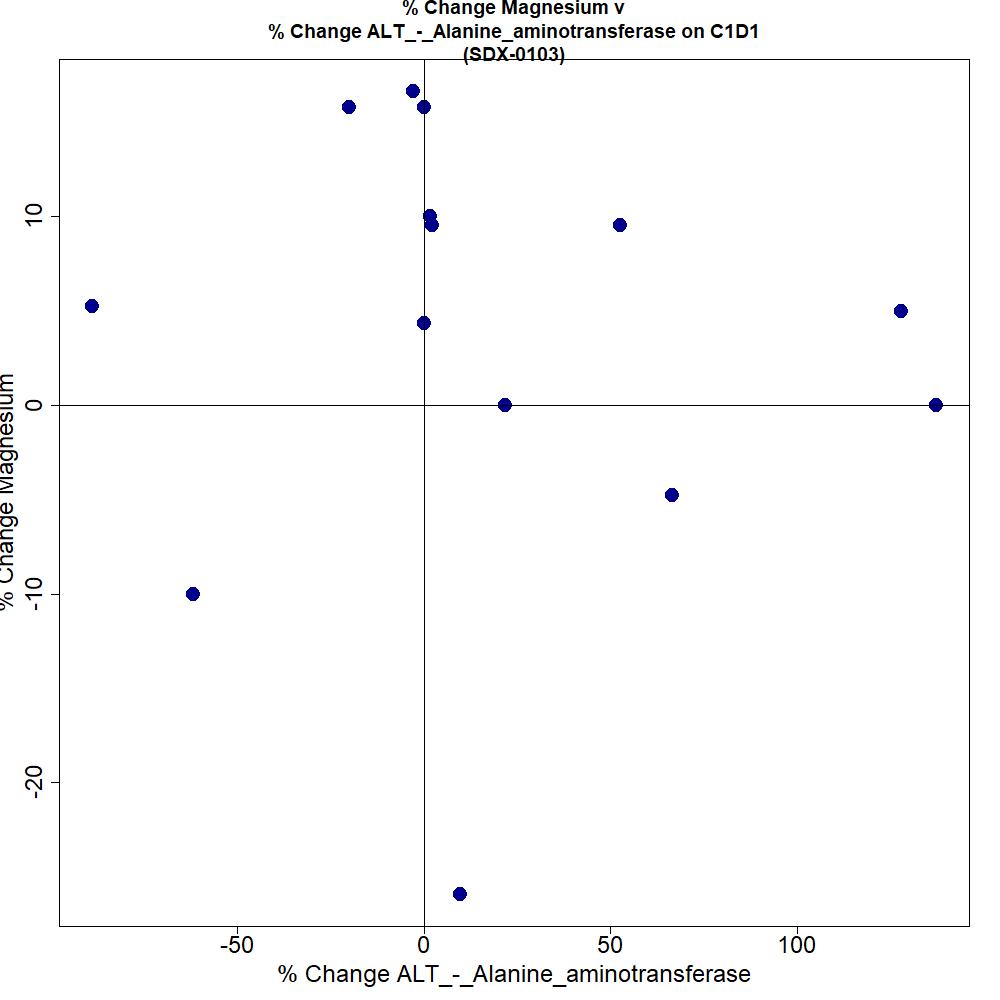 % Change Magnesium v
% Change ALT_-_Alanine_aminotransferase on C1D1
(SDX-0103)
% Change Magnesium
10
0
-10
-20
-50
0
50
100
% Change ALT_-_Alanine_aminotransferase